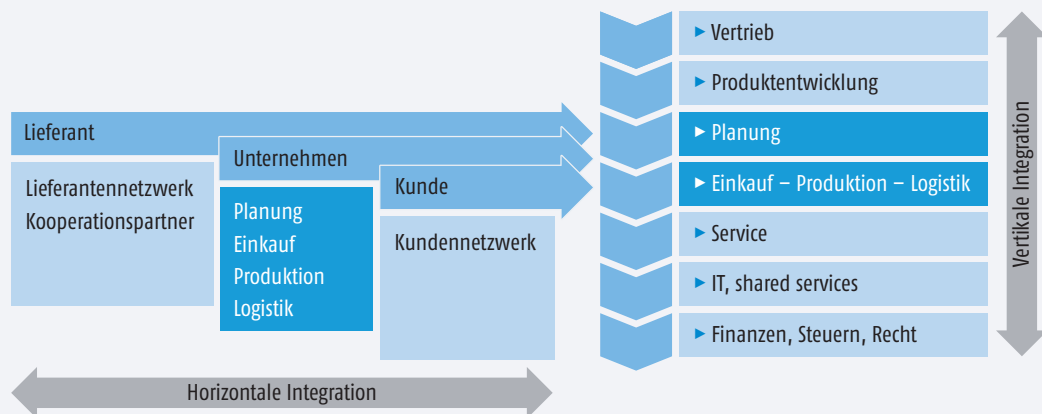 Lieferant
Lieferantennetzwerk
Kooperationspartner
Unternehmen
Planung
Einkauf
Produktion
Logistik
Kunde
Kundennetzwerk
Horizontale Integration
► Vertrieb
► Produktentwicklung
► Planung
► Einkauf – Produktion – Logistik
► Service
► IT, shared services
► Finanzen, Steuern, Recht
Vertikale Integration